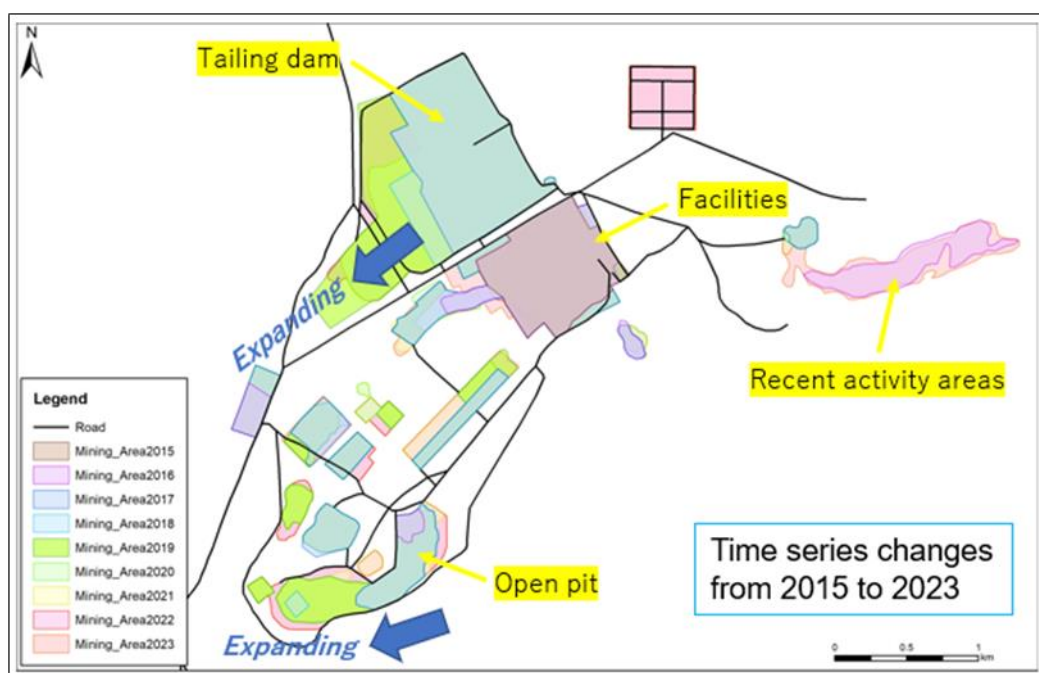 N
Tailing dam
Facilities
Expanding
Recent activity areas
Legend
Road
Mining_Area2015
Mining_Area2016
Mining_Area2017
Mining_Area2018
Mining_Area2019
Mining_Area2020
Mining_Area2021
Mining_Area2022
Mining_Area2023
Open pit
Expanding
Time series changes
from 2015 to 2023
0 0.5 1
km